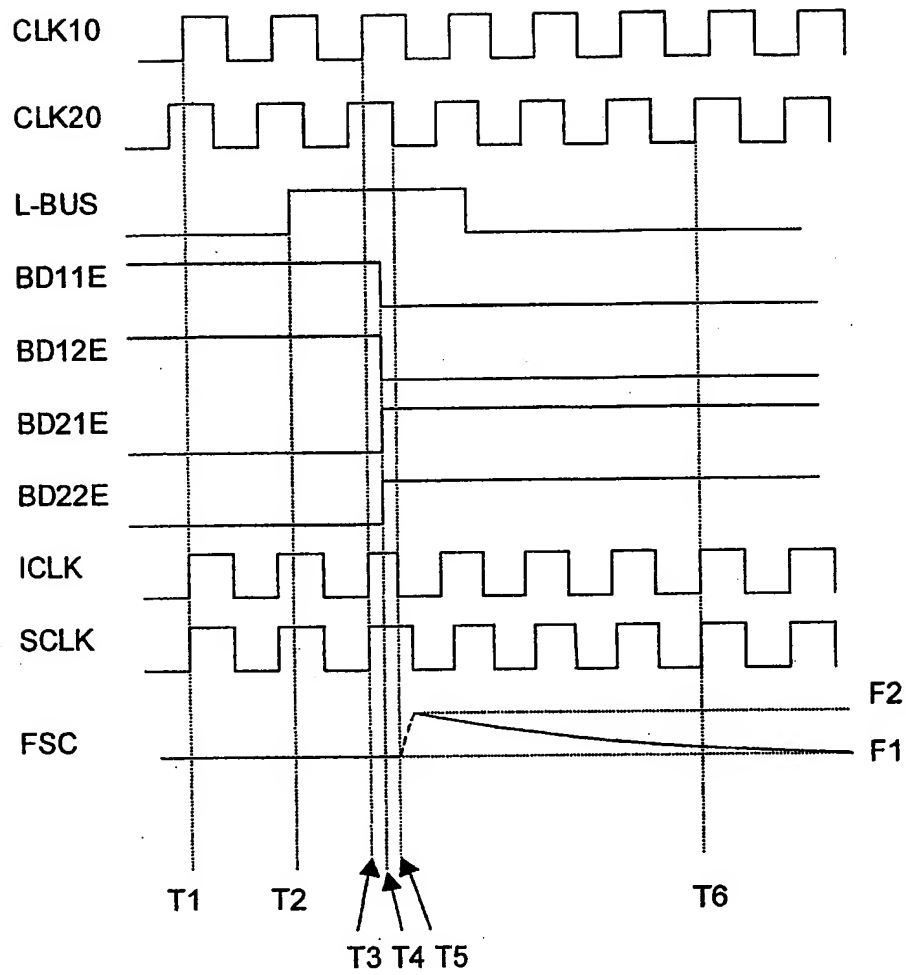 CLK10
CLK20
L-BUS
BD11E
BD12E
BD21E
BD22E
ICLK
SCLK
FSC
F2
F1
T1
T2
T6
T3 T4 T5